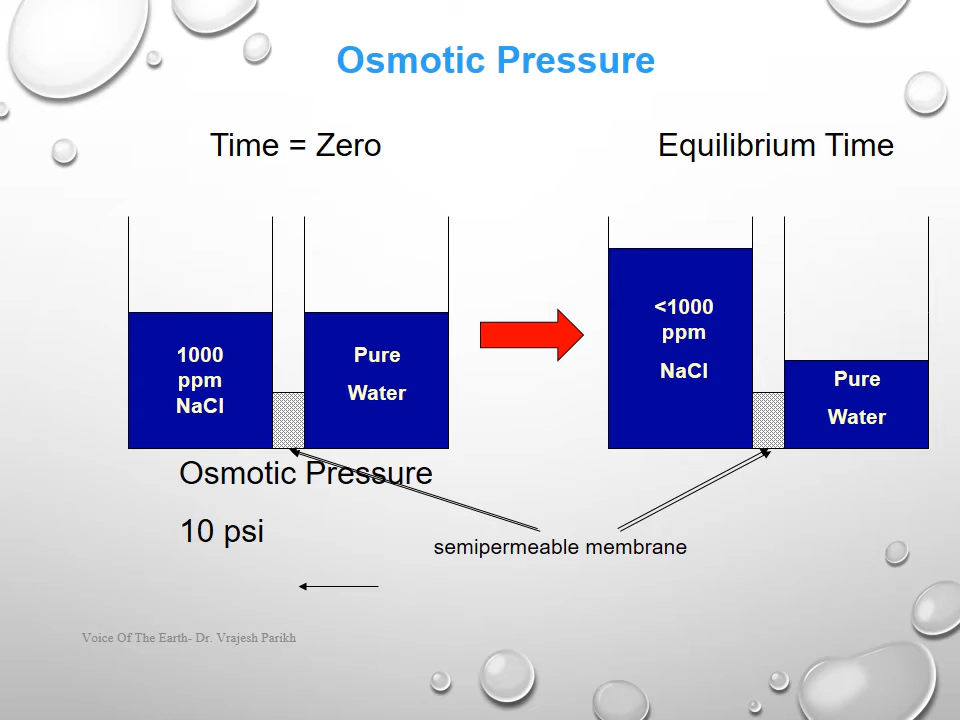 Osmotic Pressure
Time = Zero
Equilibrium Time
1000
ppm
NaCl
Pure
Water
<1000
ppm
NaCl
Pure
Water
Osmotic Pressure
10 psi
semipermeable membrane
Voice Of The Earth- Dr. Vrajesh Parikh